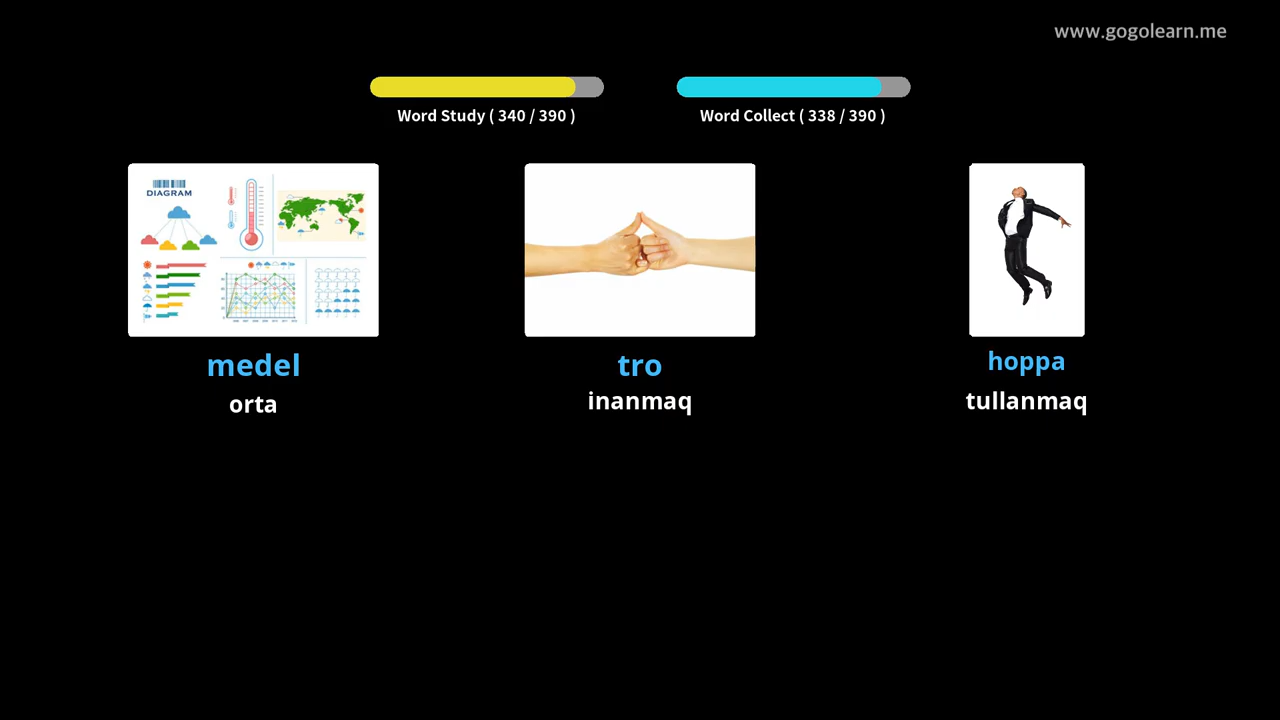 www.gogolearn.me
Word Study ( 340 / 390 )
Word Collect ( 338 / 390 )
DIAGRAM
medel
orta
tro
inanmaq
hoppa
tullanmaq